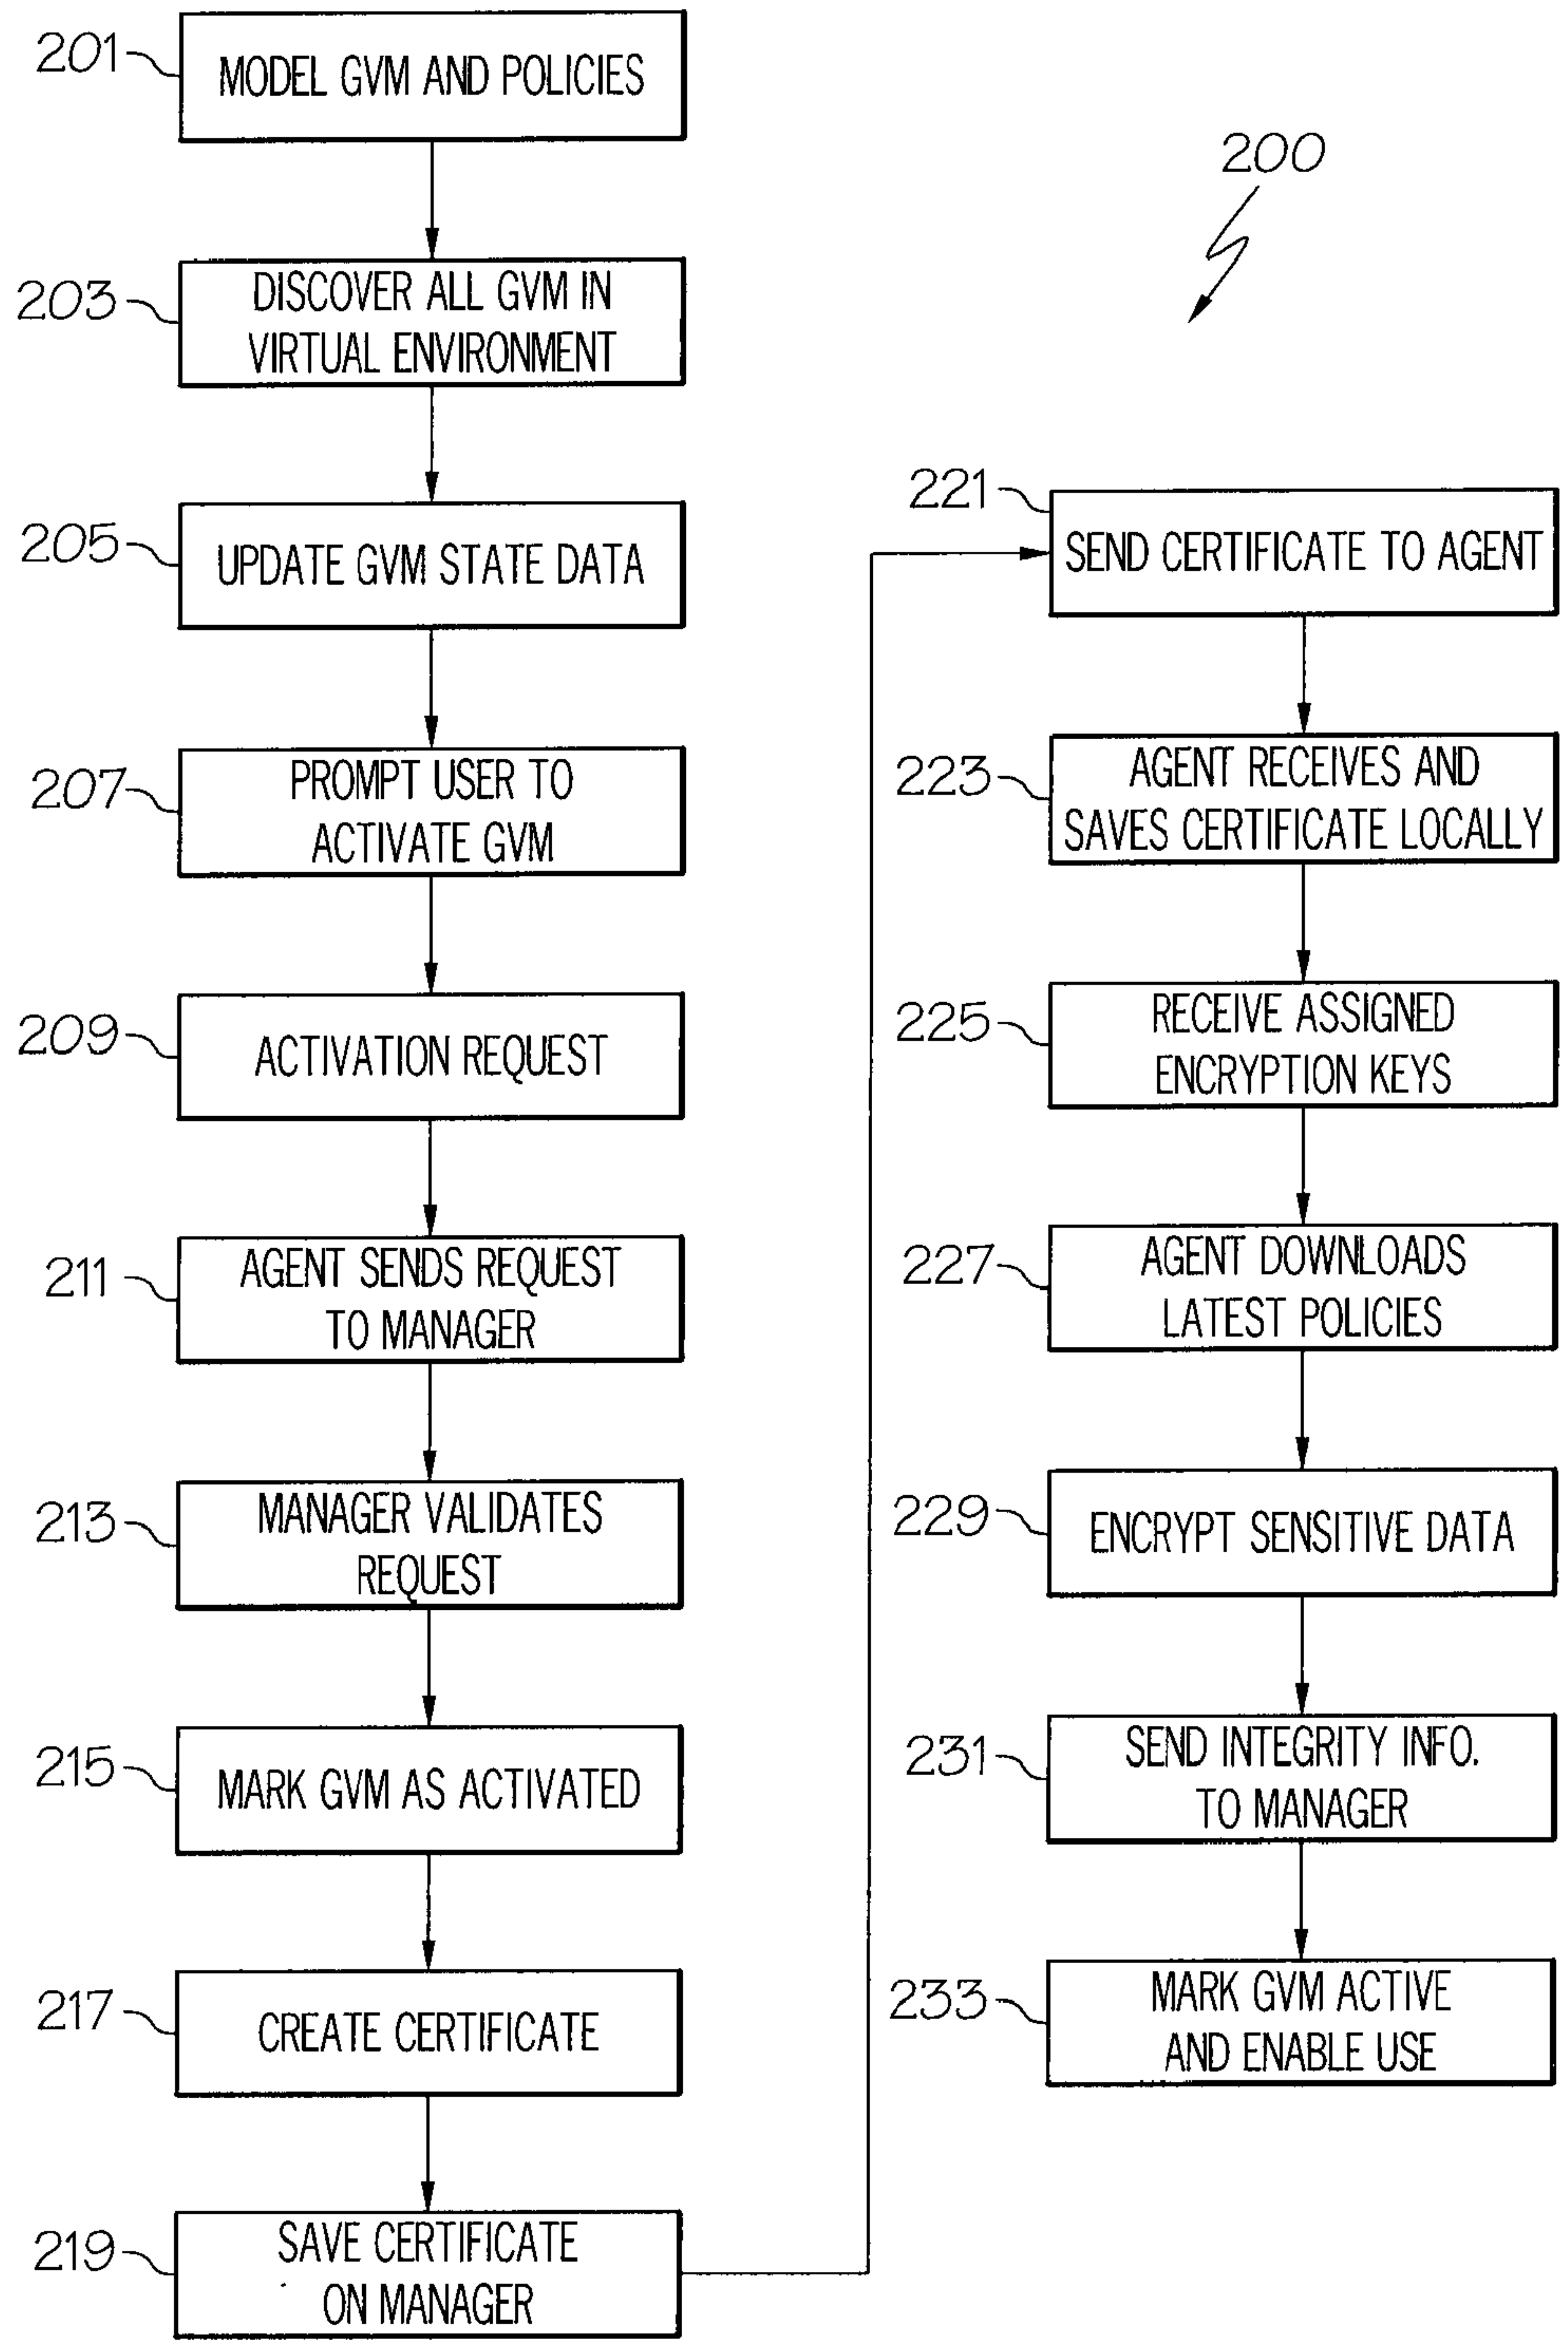 201
MODEL GVM AND POLICIES
203
DISCOVER ALL GVM IN
VIRTUAL ENVIRONMENT
205
UPDATE GVM STATE DATA
207
PROMPT USER TO
ACTIVATE GVM
209
ACTIVATION REQUEST
211
AGENT SENDS REQUEST
TO MANAGER
213
MANAGER VALIDATES
REQUEST
215
MARK GVM AS ACTIVATED
217
CREATE CERTIFICATE
219
SAVE CERTIFICATE
ON MANAGER
200
221
SEND CERTIFICATE TO AGENT
223
AGENT RECEIVES AND
SAVES CERTIFICATE LOCALLY
225
RECEIVE ASSIGNED
ENCRYPTION KEYS
227
AGENT DOWNLOADS
LATEST POLICIES
229
ENCRYPT SENSITIVE DATA
231
SEND INTEGRITY INFO.
TO MANAGER
233
MARK GVM ACTIVE
AND ENABLE USE